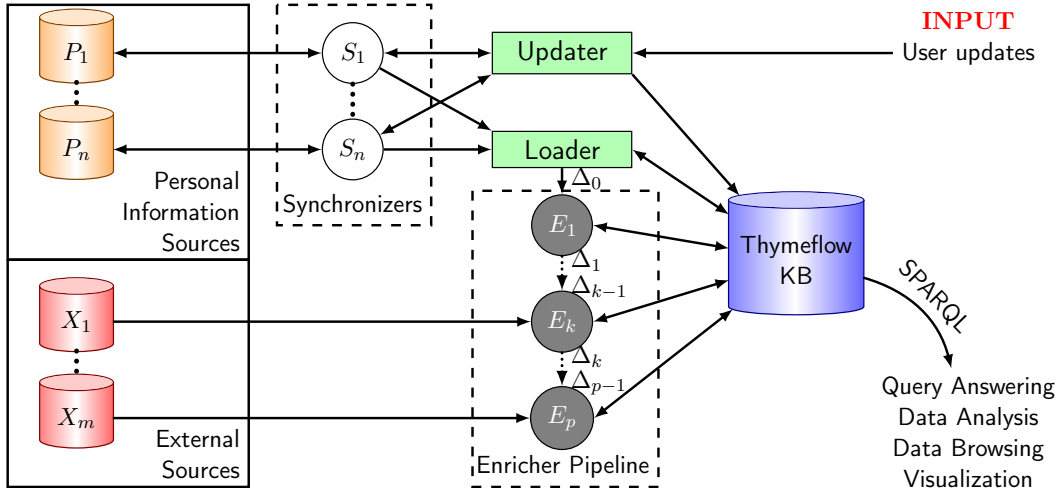 INPUT
User updates
P₁
Pₙ
Personal
Information
Sources
S₁
Sₙ
Synchronizers
Updater
Loader
Δ₀
E₁
Δ₁
Δₖ₋₁
Eₖ
Δₖ
Δₚ₋₁
Eₚ
Enricher Pipeline
X₁
Xₘ
External
Sources
Thymeflow
KB
SPARQL
Query Answering
Data Analysis
Data Browsing
Visualization